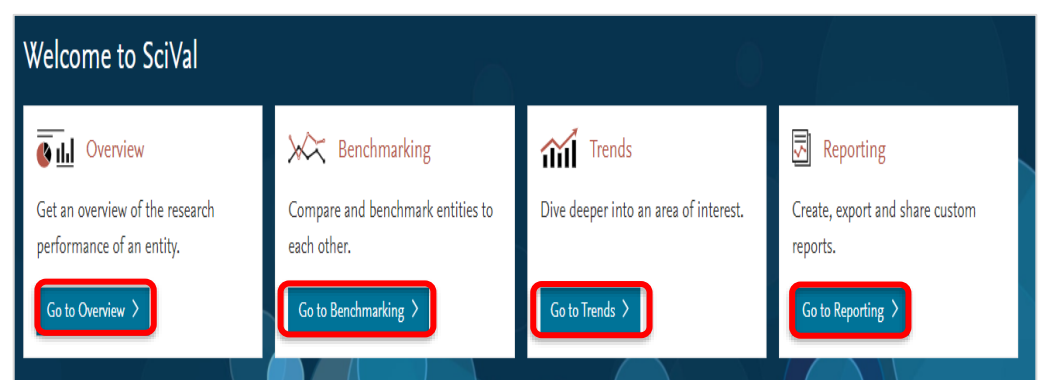 Welcome to SciVal
Overview
Get an overview of the research
performance of an entity.
Go to Overview >
Benchmarking
Compare and benchmark entities to
each other.
Go to Benchmarking >
Trends
Dive deeper into an area of interest.
Go to Trends >
Reporting
Create, export and share custom
reports.
Go to Reporting >